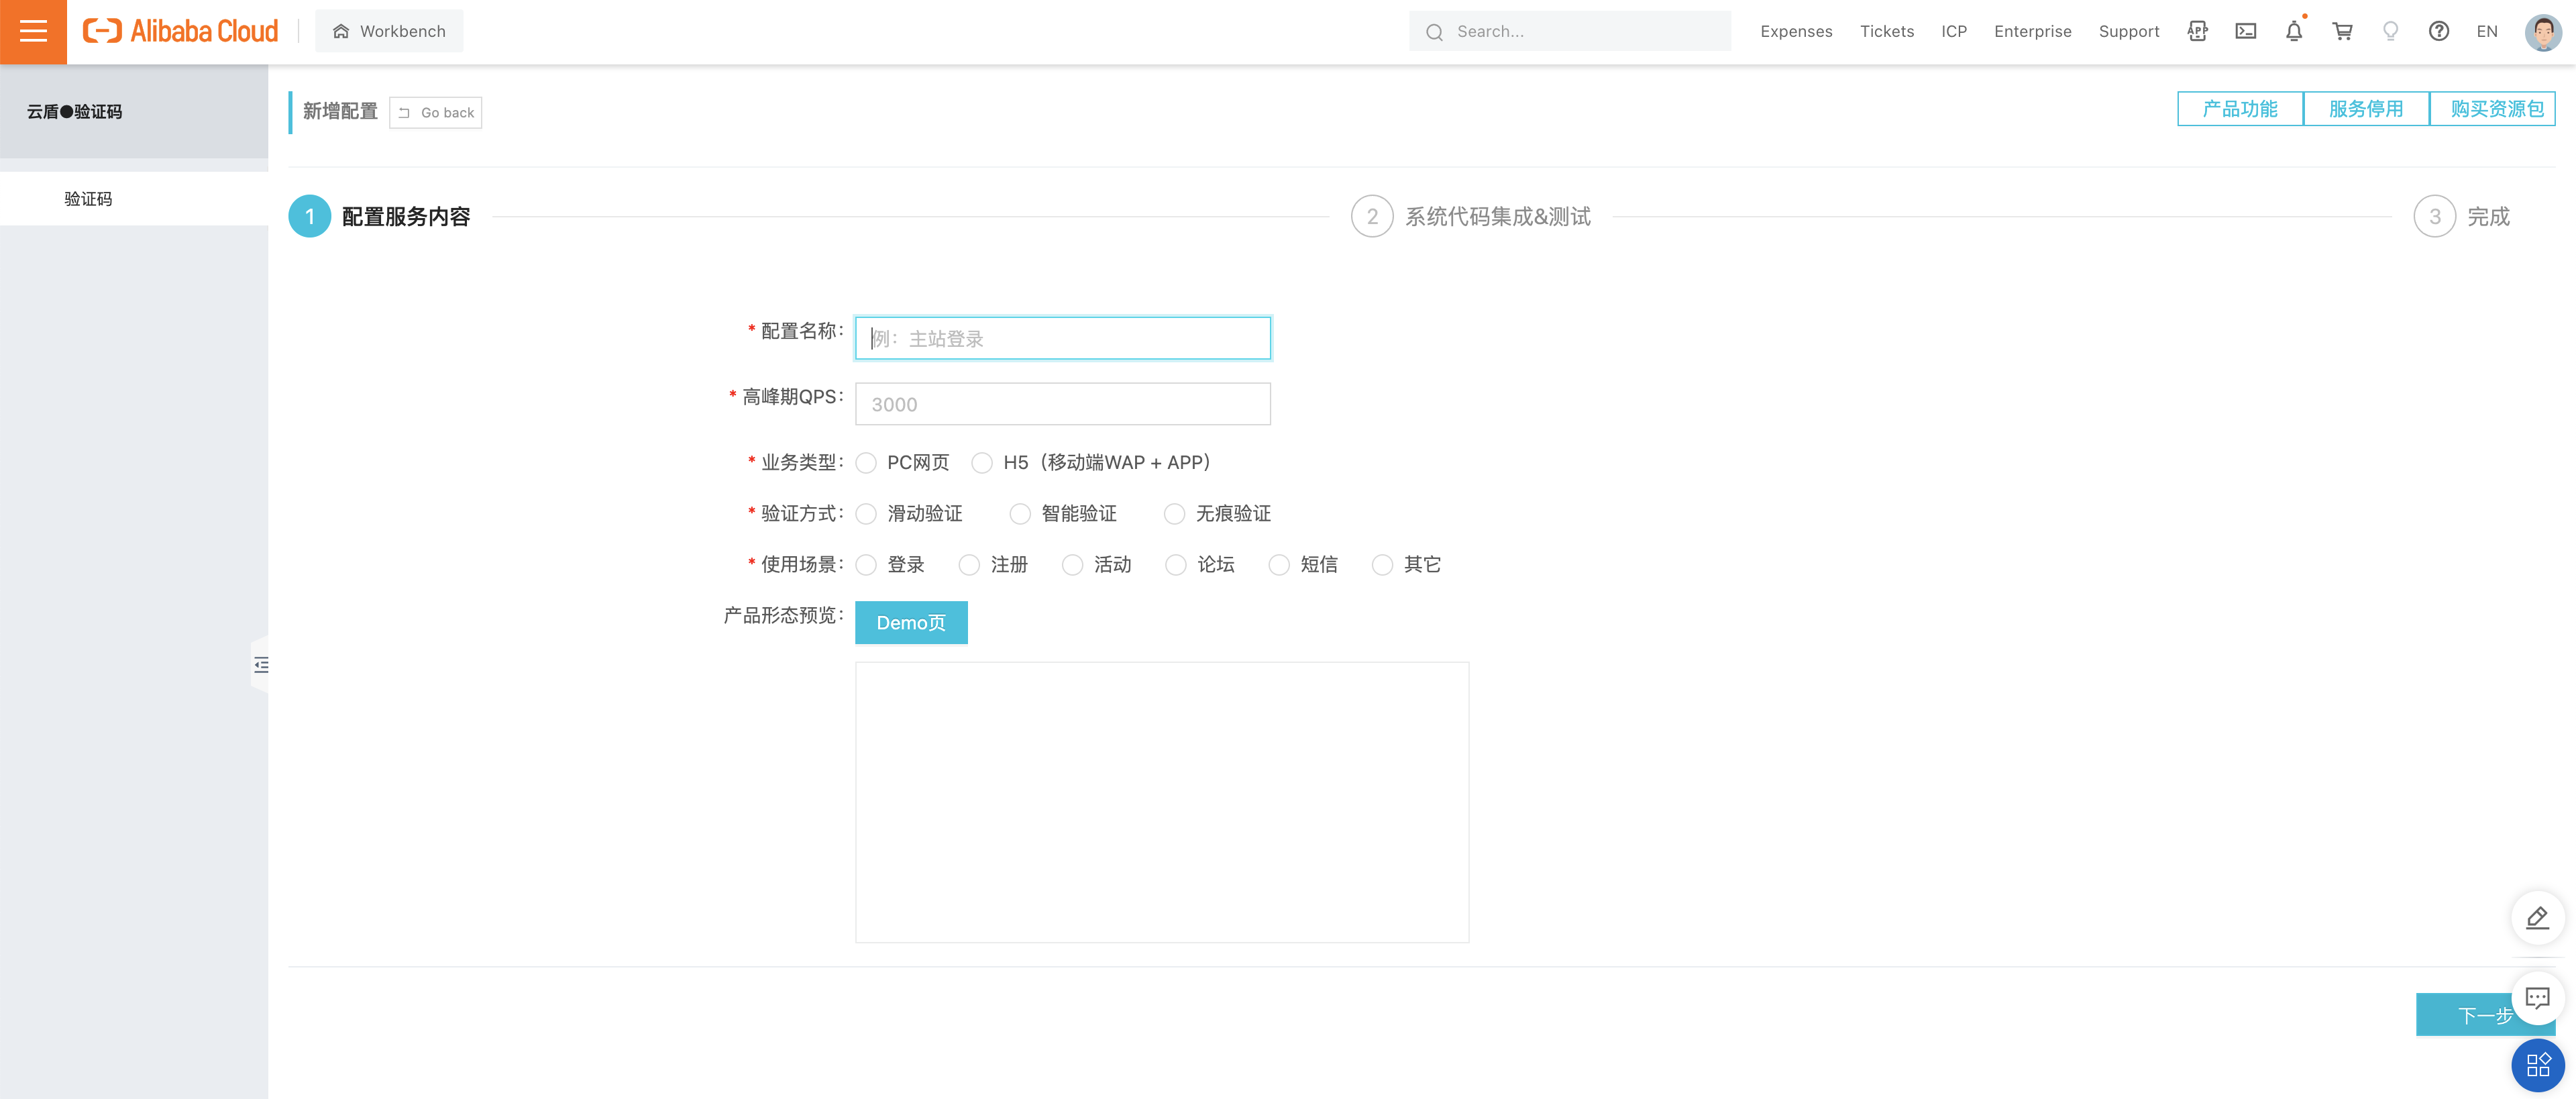 Alibaba Cloud
Workbench
Search...
Expenses
Tickets
ICP
Enterprise
Support
APP
EN
云盾●验证码
验证码
新增配置
Go back
产品功能
服务停用
购买资源包
1 配置服务内容
2 系统代码集成&测试
3 完成
* 配置名称:
例：主站登录
* 高峰期QPS:
3000
* 业务类型: PC网页 H5（移动端WAP + APP）
* 验证方式: 滑动验证 智能验证 无痕验证
* 使用场景: 登录 注册 活动 论坛 短信 其它
产品形态预览:
Demo页
下一步